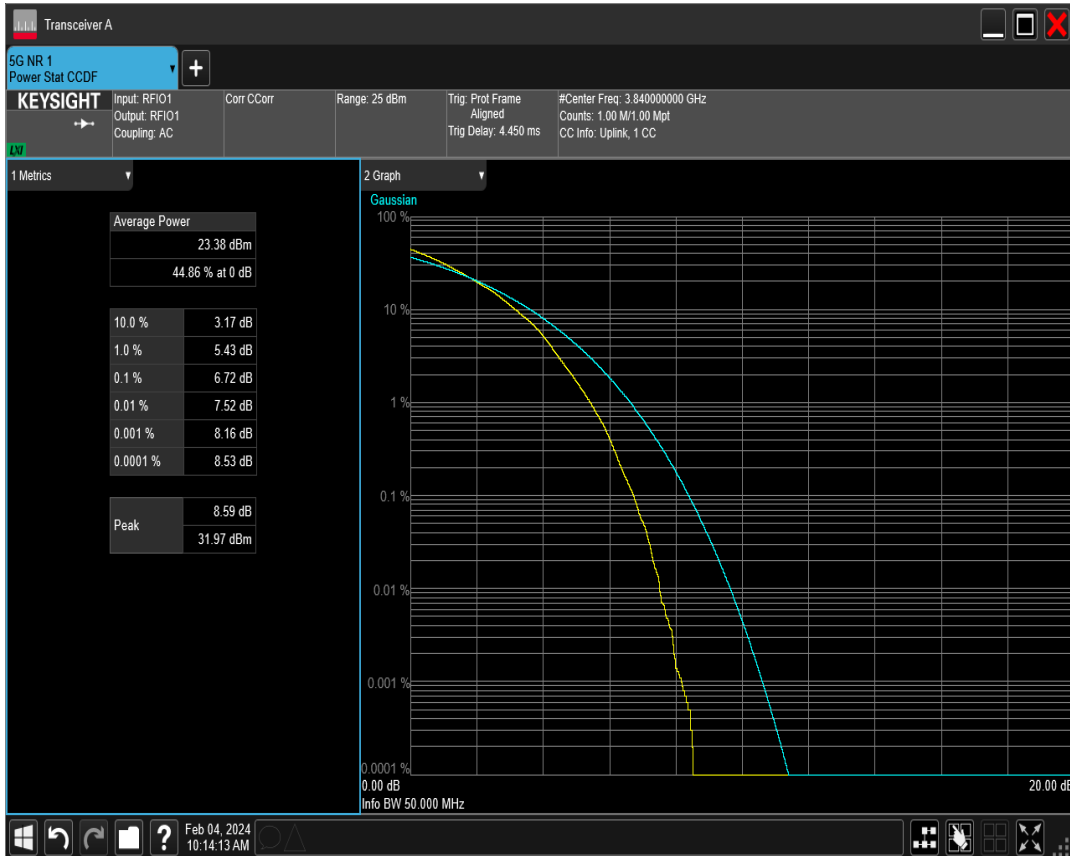 Transceiver A
5G NR 1
Power Stat CCDF
KEYSIGHT
LXI
Input: RFIO1
Output: RFIO1
Coupling: AC
Corr CCorr
Range: 25 dBm
Trig: Prot Frame
Aligned
Trig Delay: 4.450 ms
#Center Freq: 3.840000000 GHz
Counts: 1.00 M/1.00 Mpt
CC Info: Uplink, 1 CC
1 Metrics
Average Power
23.38 dBm
44.86 % at 0 dB
10.0 % 3.17 dB
1.0 % 5.43 dB
0.1 % 6.72 dB
0.01 % 7.52 dB
0.001 % 8.16 dB
0.0001 % 8.53 dB
Peak
8.59 dB
31.97 dBm
2 Graph
Gaussian
100 %
10 %
1 %
0.1 %
0.01 %
0.001 %
0.0001 %
0.00 dB 20.00 dB
Info BW 50.000 MHz
Feb 04, 2024
10:14:13 AM